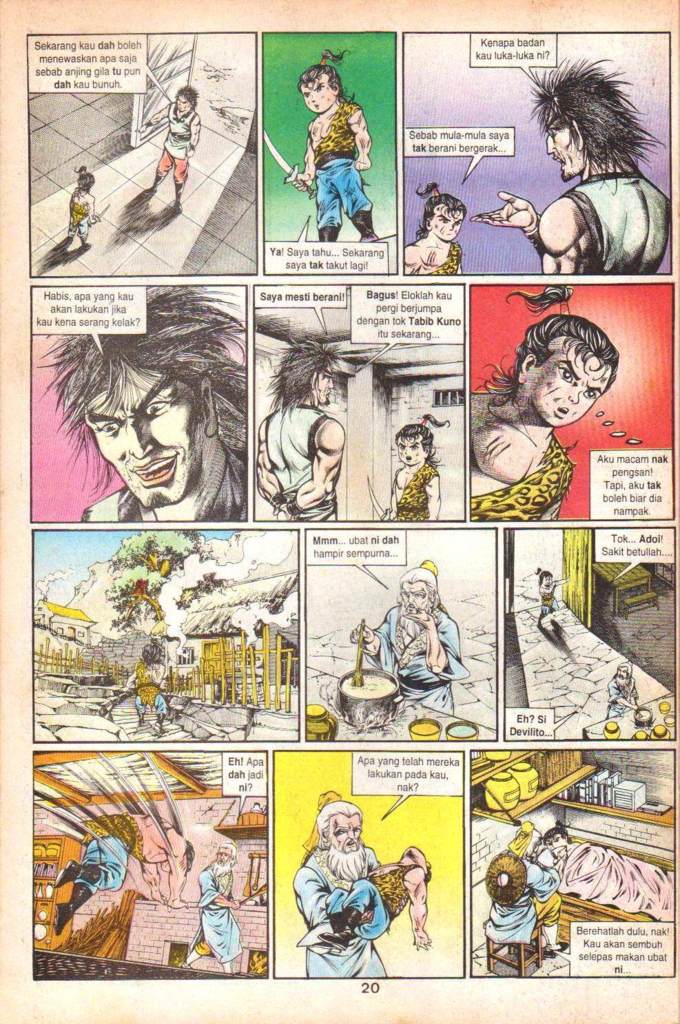 Sekarang kau dah boleh
menewaskan apa saja
sebab anjing gila tu pun
dah kau bunuh.
Ya! Saya tahu... Sekarang
saya tak takut lagi!
Kenapa badan
kau luka-luka ni?
Sebab mula-mula saya
tak berani bergerak...
Habis, apa yang kau
akan lakukan jika
kau kena serang kelak?
Saya mesti berani!
Bagus! Eloklah kau
pergi berjumpa
dengan tok Tabib Kuno
itu sekarang...
Aku macam nak
pengsan!
Tapi, aku tak
boleh biar dia
nampak.
Mmm... ubat ni dah
hampir sempurna...
Tok... Adoi!
Sakit betullah....
Eh? Si
Devilito...
Eh! Apa
dah jadi
ni?
Apa yang telah mereka
lakukan pada kau,
nak?
Berehatlah dulu, nak!
Kau akan sembuh
selepas makan ubat
ni...
20